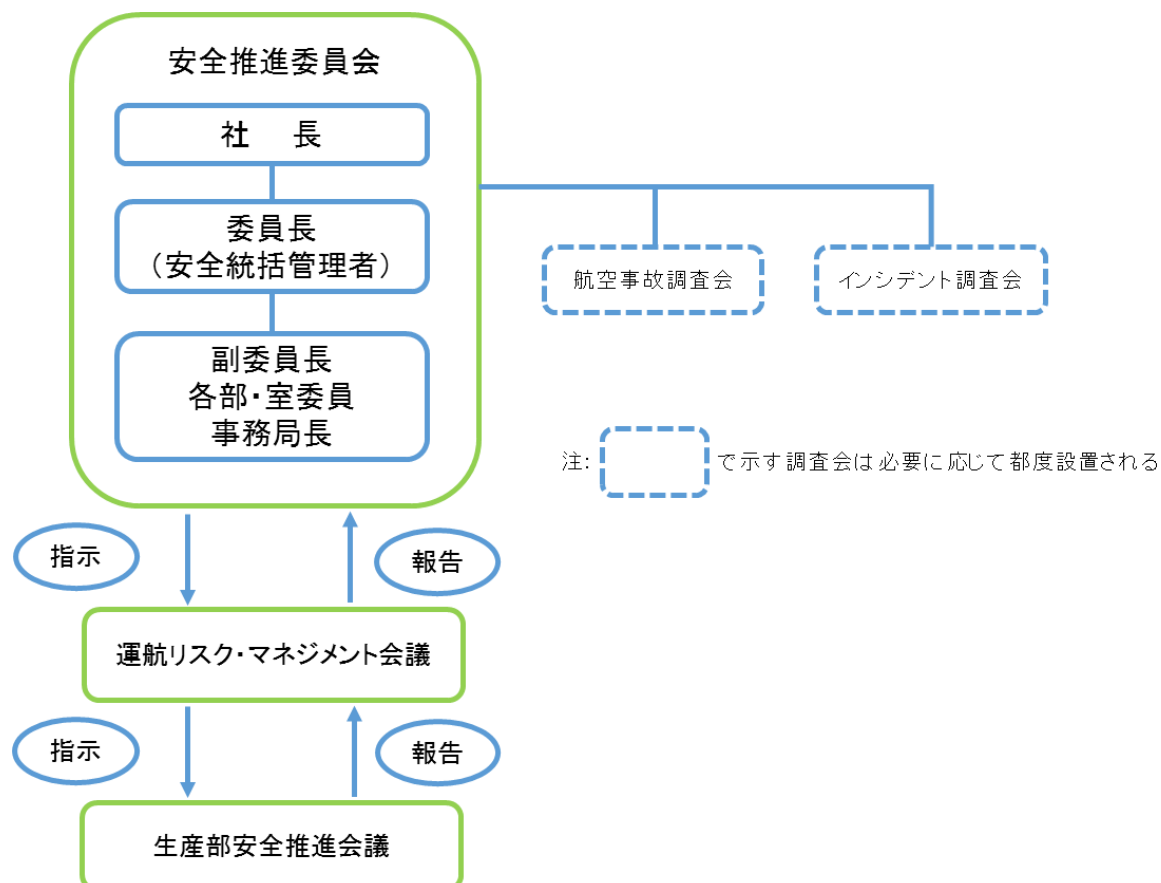 安全推進委員会
社　長
委員長
（安全統括管理者）
副委員長
各部・室委員
事務局長
航空事故調査会
インシデント調査会
注:
で示す調査会は必要に応じて都度設置される
指示
報告
運航リスク・マネジメント会議
指示
報告
生産部安全推進会議